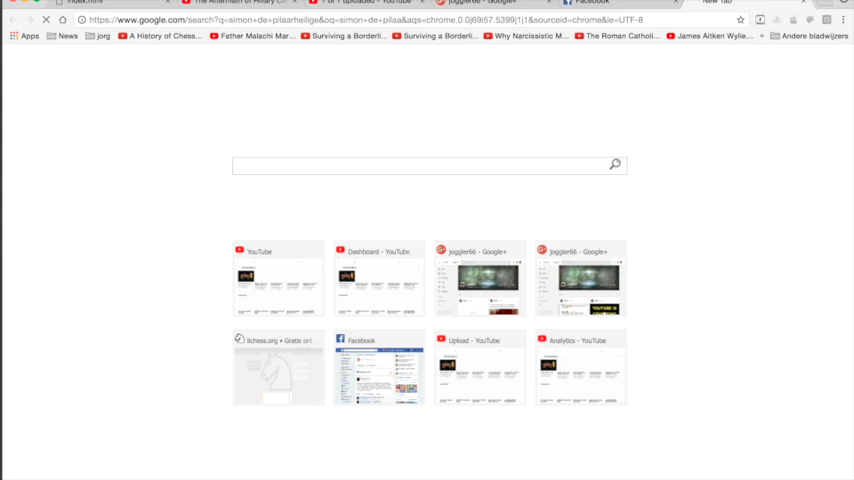 index.html The Aftermath of Hillary C 1 of 1 uploaded - YouTube joggler66 - Google+ Facebook New Tab
https://www.google.com/search?q=simon+de+pilaarheilige&oq=simon+de+pilaa&aqs=chrome.0.0j69i57.5399j1j1&sourceid=chrome&ie=UTF-8
Apps News jorg A History of Chess... Father Malachi Mar... Surviving a Borderli... Surviving a Borderli... Why Narcissistic M... The Roman Catholi... James Aitken Wylie... » Andere bladwijzers
YouTube Dashboard - YouTube joggler66 - Google+ joggler66 - Google+
lichess.org • Gratis onl... Facebook Upload - YouTube Analytics - YouTube